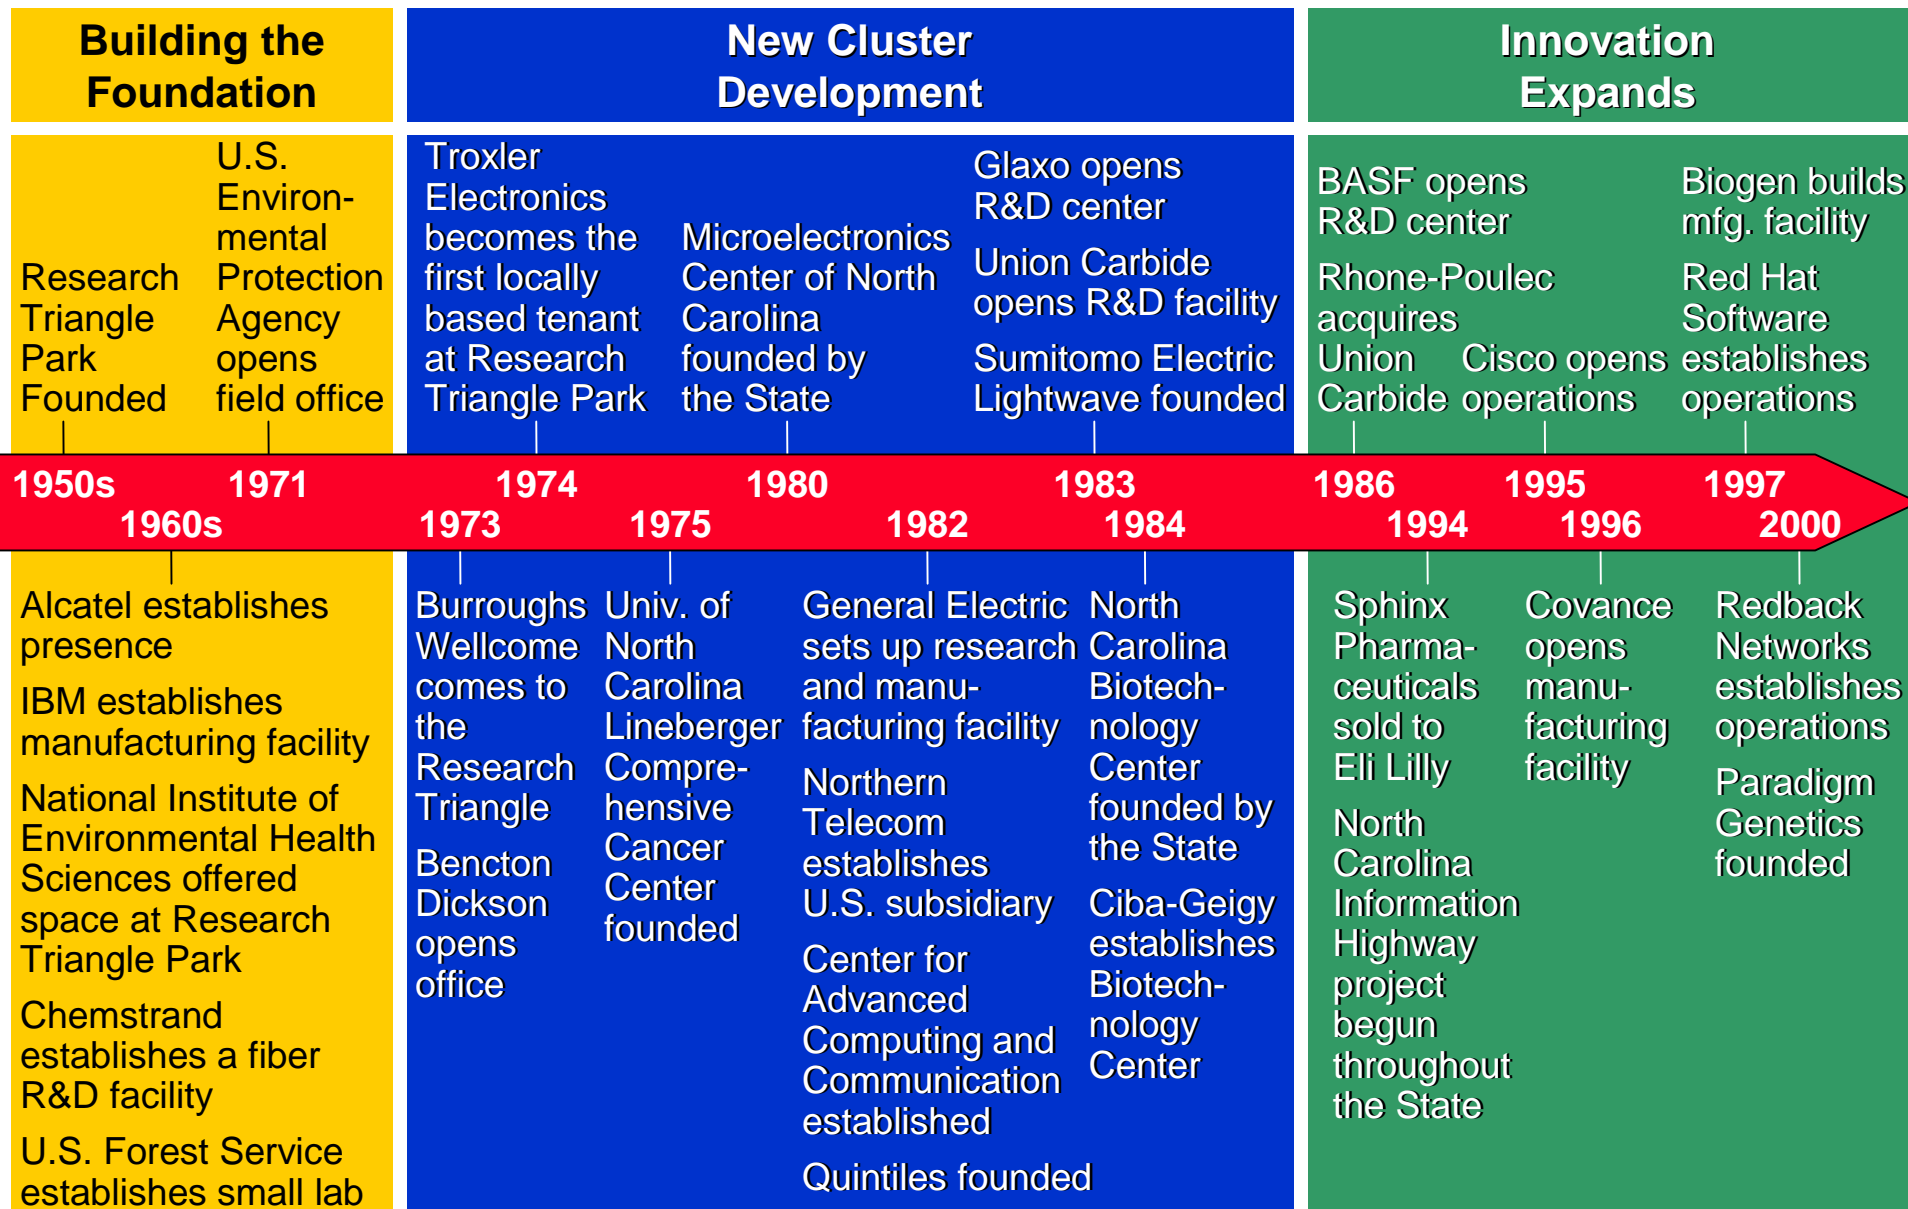 Building the
Foundation
New Cluster
Development
Innovation
Expands
Research
Triangle
Park
Founded
U.S.
Environ-
mental
Protection
Agency
opens
field office
Troxler
Electronics
becomes the
first locally
based tenant
at Research
Triangle Park
Microelectronics
Center of North
Carolina
founded by
the State
Glaxo opens
R&D center
Union Carbide
opens R&D facility
Sumitomo Electric
Lightwave founded
BASF opens
R&D center
Rhone-Poulec
acquires
Union
Carbide
Cisco opens
operations
Biogen builds
mfg. facility
Red Hat
Software
establishes
operations
1950s 1971 1974 1980 1983 1986 1995 1997
1960s 1973 1975 1982 1984 1994 1996 2000
Alcatel establishes
presence
IBM establishes
manufacturing facility
National Institute of
Environmental Health
Sciences offered
space at Research
Triangle Park
Chemstrand
establishes a fiber
R&D facility
U.S. Forest Service
establishes small lab
Burroughs
Wellcome
comes to
the
Research
Triangle
Bencton
Dickson
opens
office
Univ. of
North
Carolina
Lineberger
Compre-
hensive
Cancer
Center
founded
General Electric
sets up research
and manu-
facturing facility
Northern
Telecom
establishes
U.S. subsidiary
Center for
Advanced
Computing and
Communication
established
Quintiles founded
North
Carolina
Biotech-
nology
Center
founded by
the State
Ciba-Geigy
establishes
Biotech-
nology
Center
Sphinx
Pharma-
ceuticals
sold to
Eli Lilly
North
Carolina
Information
Highway
project
begun
throughout
the State
Covance
opens
manu-
facturing
facility
Redback
Networks
establishes
operations
Paradigm
Genetics
founded